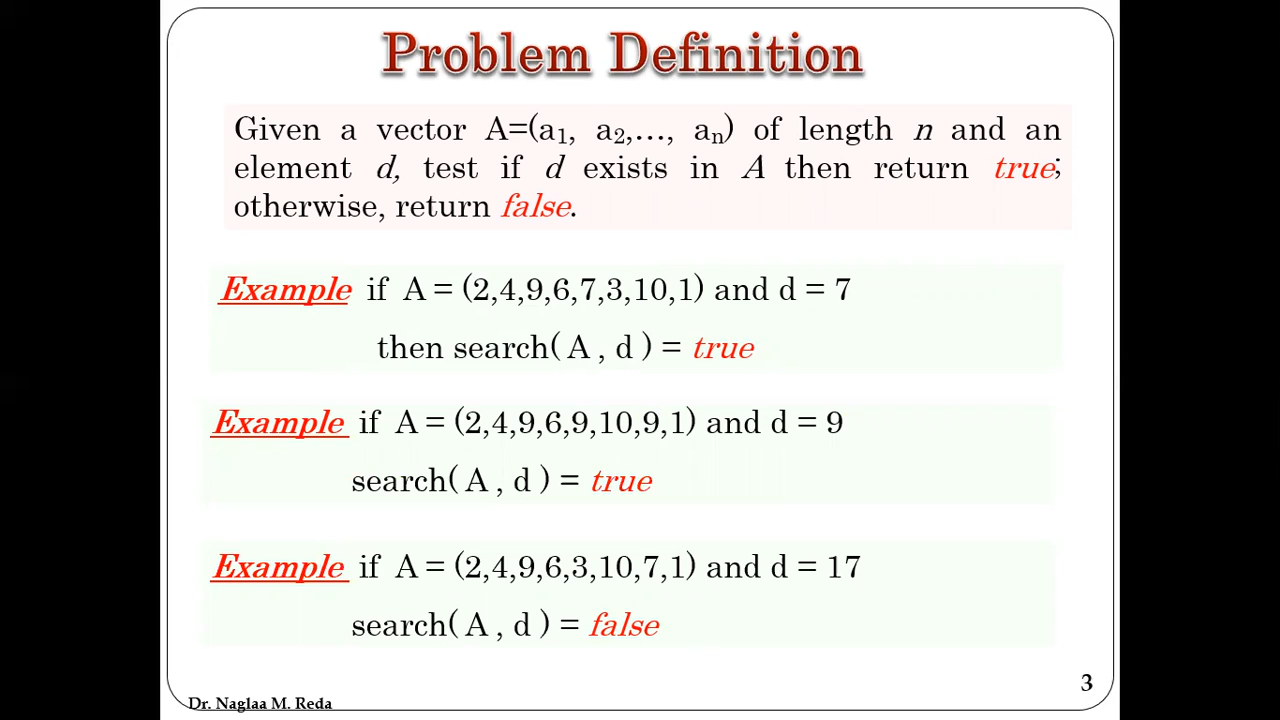 Problem Definition
Given a vector A=(a1, a2,..., an) of length n and an
element d, test if d exists in A then return true;
otherwise, return false.
Example if A = (2,4,9,6,7,3,10,1) and d = 7
then search( A , d ) = true
Example if A = (2,4,9,6,9,10,9,1) and d = 9
search( A , d ) = true
Example if A = (2,4,9,6,3,10,7,1) and d = 17
search( A , d ) = false
3
Dr. Naglaa M. Reda